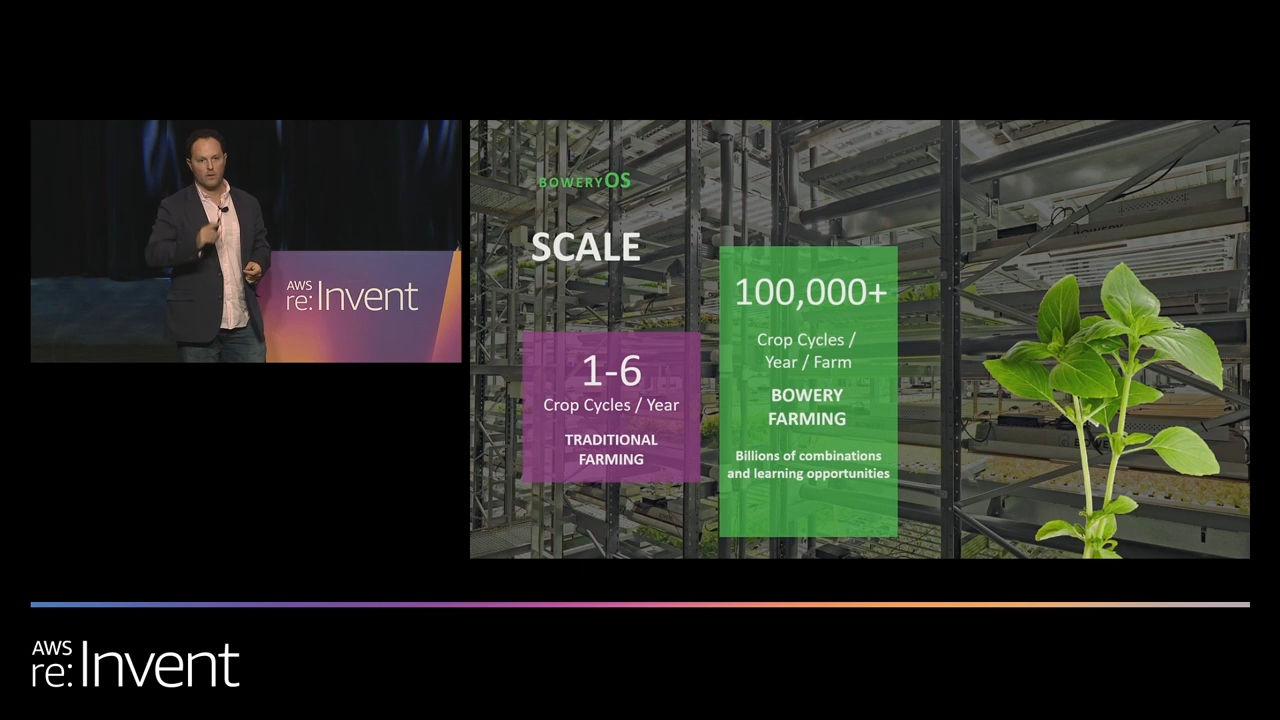 AWS
re:Invent
BOWERYOS
SCALE
1-6
Crop Cycles / Year
TRADITIONAL
FARMING
100,000+
Crop Cycles /
Year / Farm
BOWERY
FARMING
Billions of combinations
and learning opportunities
BOWERY
AWS
re:Invent